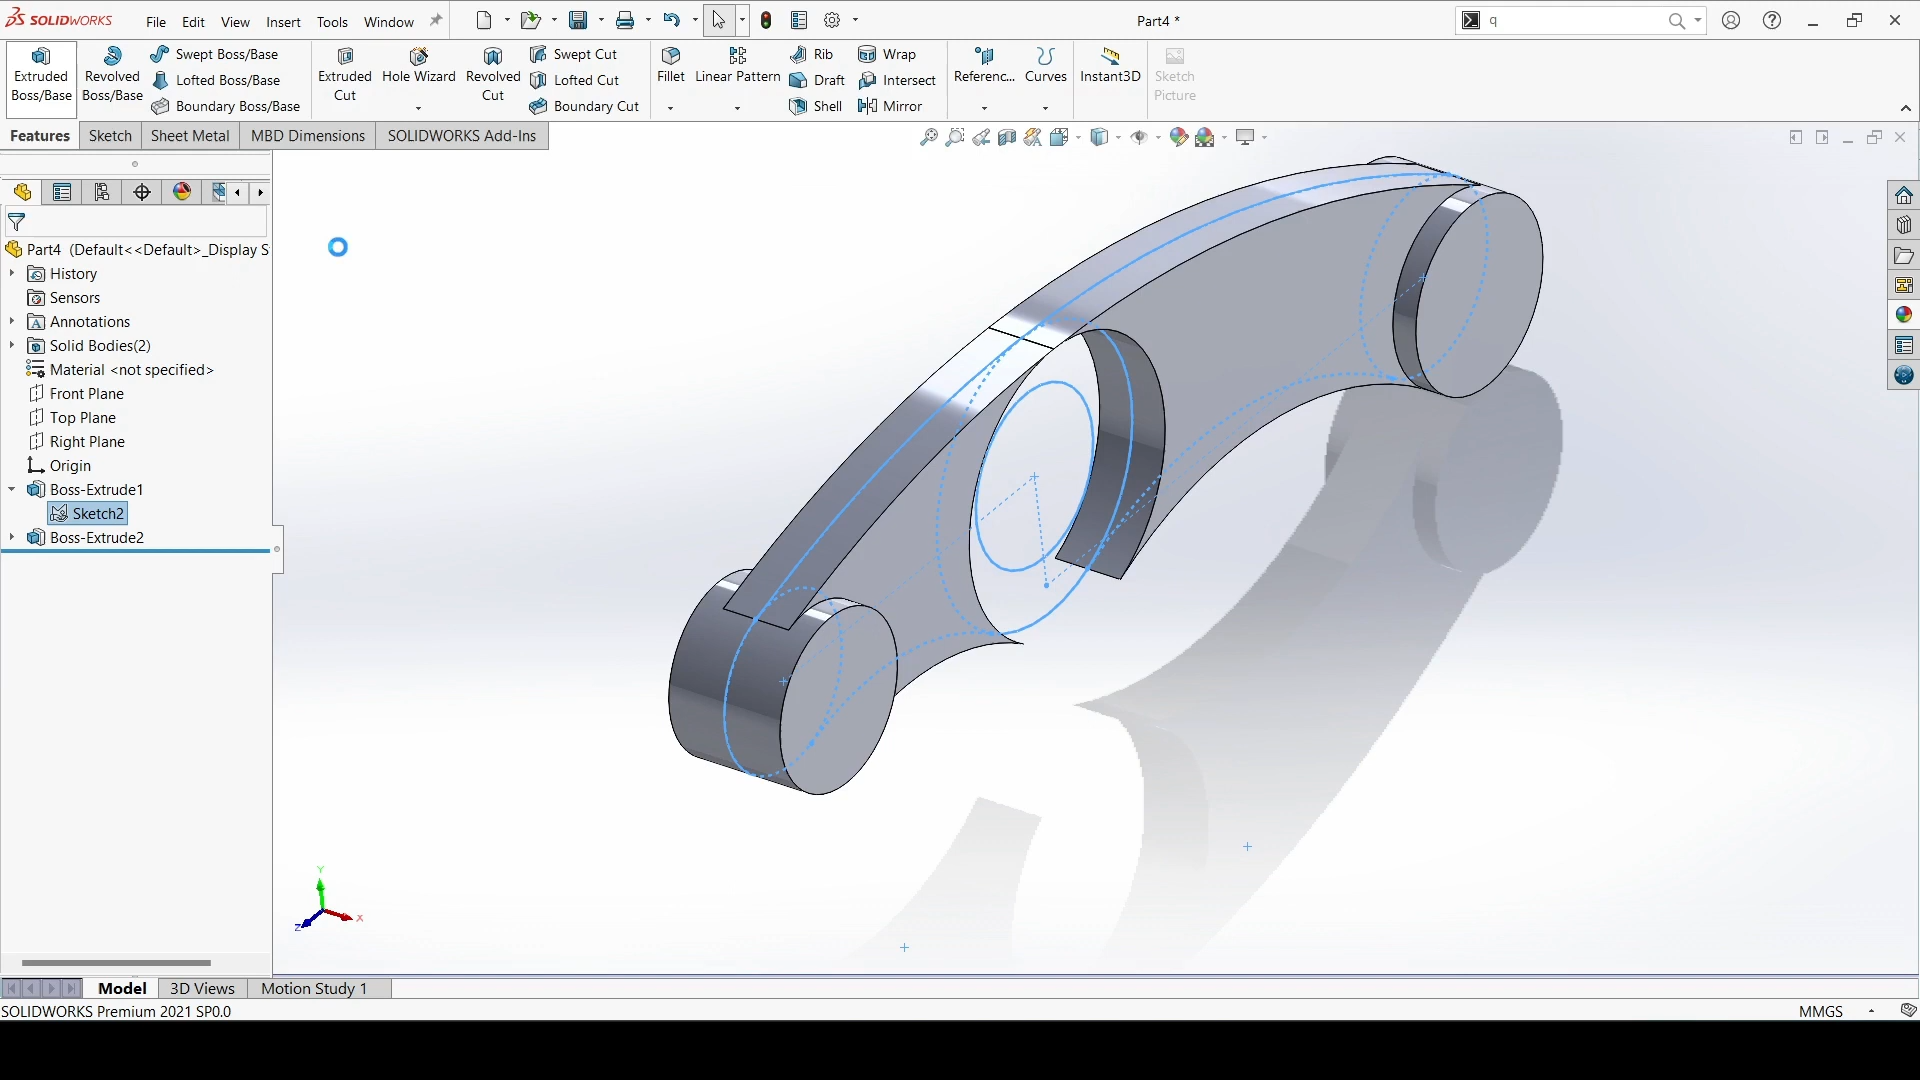 SOLIDWORKS File Edit View Insert Tools Window Part4 * q
Extruded Boss/Base
Revolved Boss/Base
Swept Boss/Base
Lofted Boss/Base
Boundary Boss/Base
Extruded Cut
Hole Wizard
Revolved Cut
Swept Cut
Lofted Cut
Boundary Cut
Fillet
Linear Pattern
Rib
Draft
Shell
Wrap
Intersect
Mirror
Referenc...
Curves
Instant3D
Sketch Picture
Features Sketch Sheet Metal MBD Dimensions SOLIDWORKS Add-Ins
Part4 (Default<<Default>_Display S
History
Sensors
Annotations
Solid Bodies(2)
Material <not specified>
Front Plane
Top Plane
Right Plane
Origin
Boss-Extrude1
Sketch2
Boss-Extrude2
Y
X
Z
Model 3D Views Motion Study 1
SOLIDWORKS Premium 2021 SP0.0 MMGS